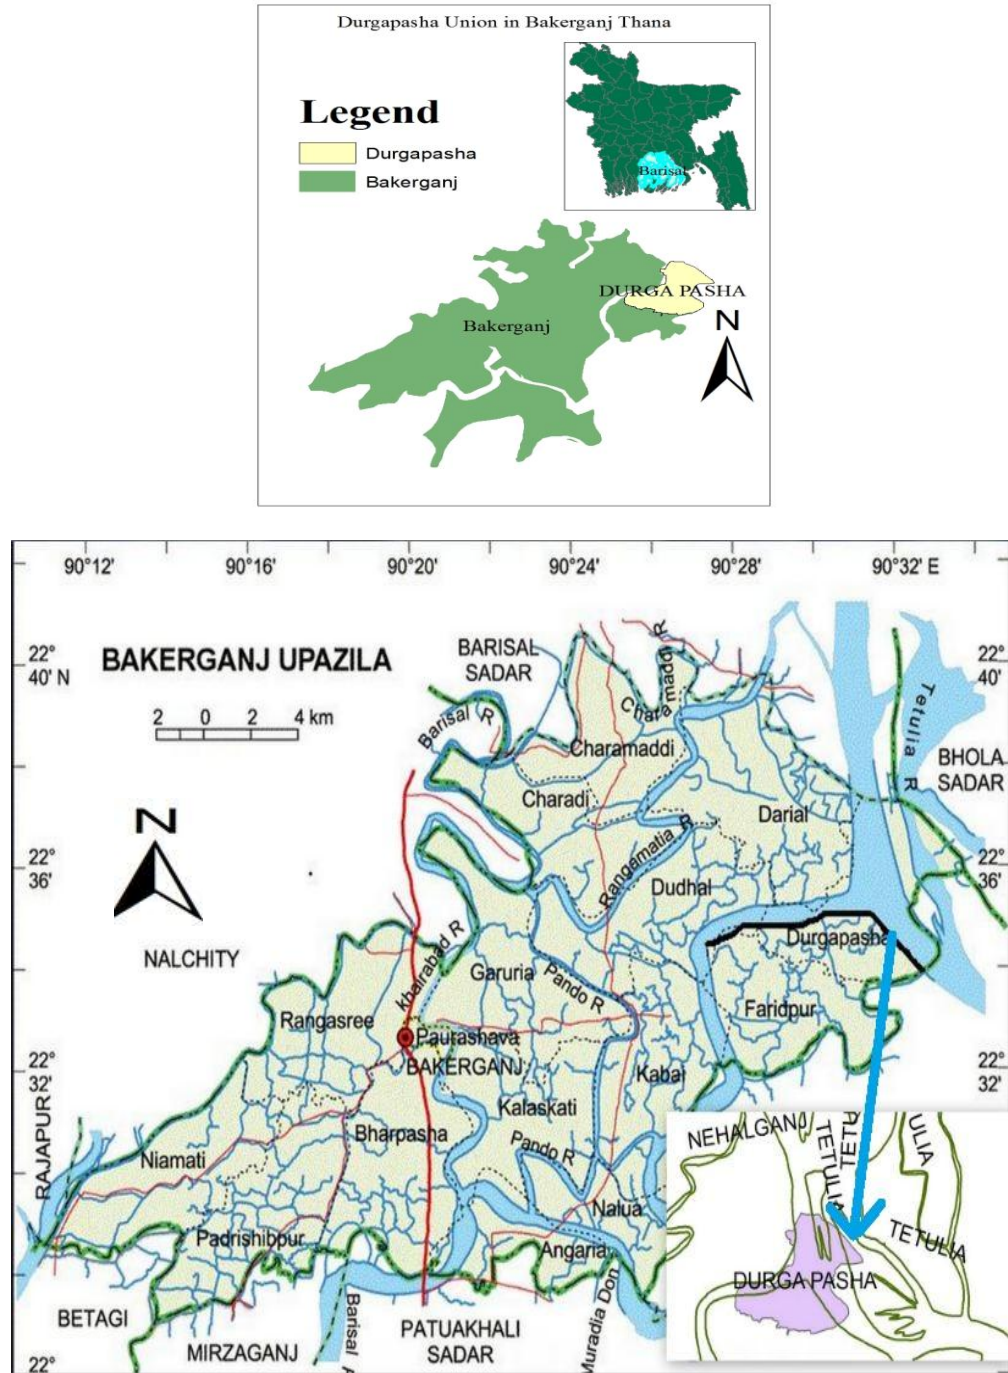 Durgapasha Union in Bakerganj Thana
Legend
Durgapasha
Bakerganj
Barisal
DURGA PASHA
Bakerganj
N
90°12'
90°16'
90°20'
90°24'
90°28'
90°32' E
22°
40' N
BAKERGANJ UPAZILA
2 0 2 4 km
BARISAL
SADAR
Barisal R
Charamaddi R
Charamaddi
Charadi
Darial
Tetulia R
BHOLA
SADAR
22°
40'
N
22°
36'
22°
36'
Rangamatia R
Dudhal
NALCHITY
Khairabad R
Garuria
Pando R
Durgapasha
Faridpur
Rangasree
Paurashava
BAKERGANJ
Kabai
22°
32'
22°
32'
Kalaskati
Bharpasha
Pando R
RAJAPUR
Niamati
Nalua
Padrishibpur
Angaria
Muradia Don
BETAGI
MIRZAGANJ
Barisal
PATUAKHALI
SADAR
22°
NEHALGANJ
TETULIA
TETU
ULIA
TETULIA
DURGA PASHA